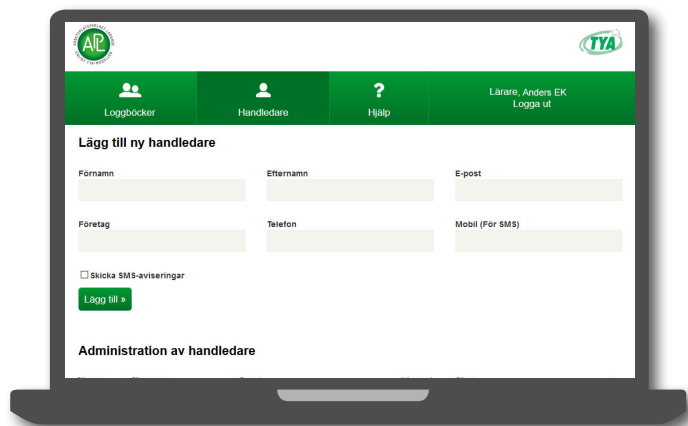 APL
TYA
Loggböcker
Handledare
?
Hjälp
Lärare, Anders EK
Logga ut
Lägg till ny handledare
Förnamn
Efternamn
E-post
Företag
Telefon
Mobil (För SMS)
Skicka SMS-aviseringar
Lägg till »
Administration av handledare